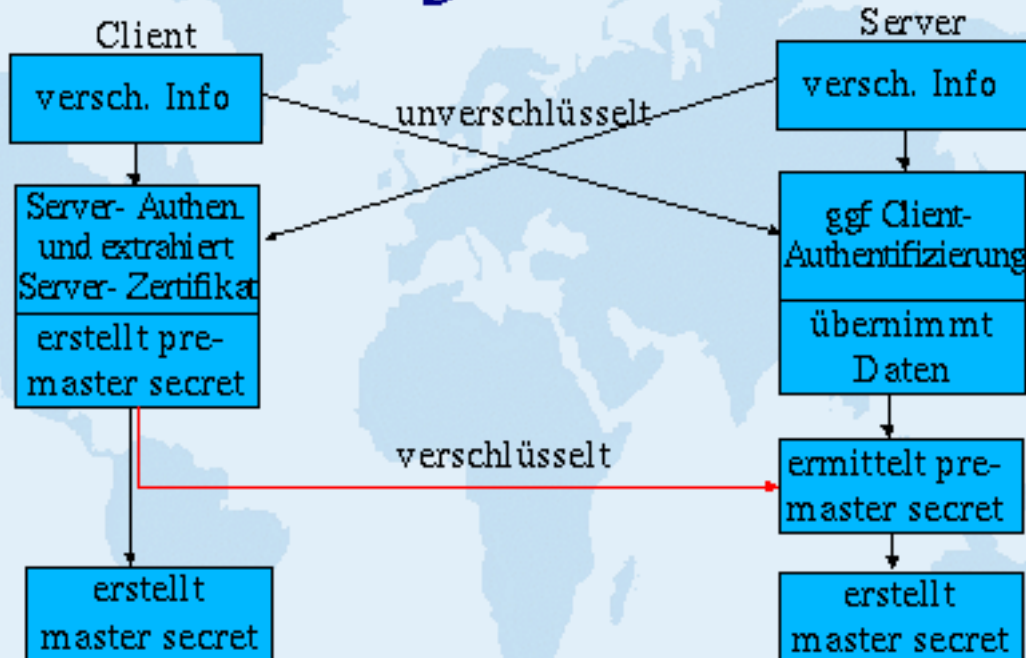 Client
versch. Info
Server- Authen.
und extrahiert
Server- Zertifikat
erstellt pre-
master secret
erstellt
master secret
unverschlüsselt
verschlüsselt
Server
versch. Info
ggf Client-
Authentifizierung
übernimmt
Daten
ermittelt pre-
master secret
erstellt
master secret